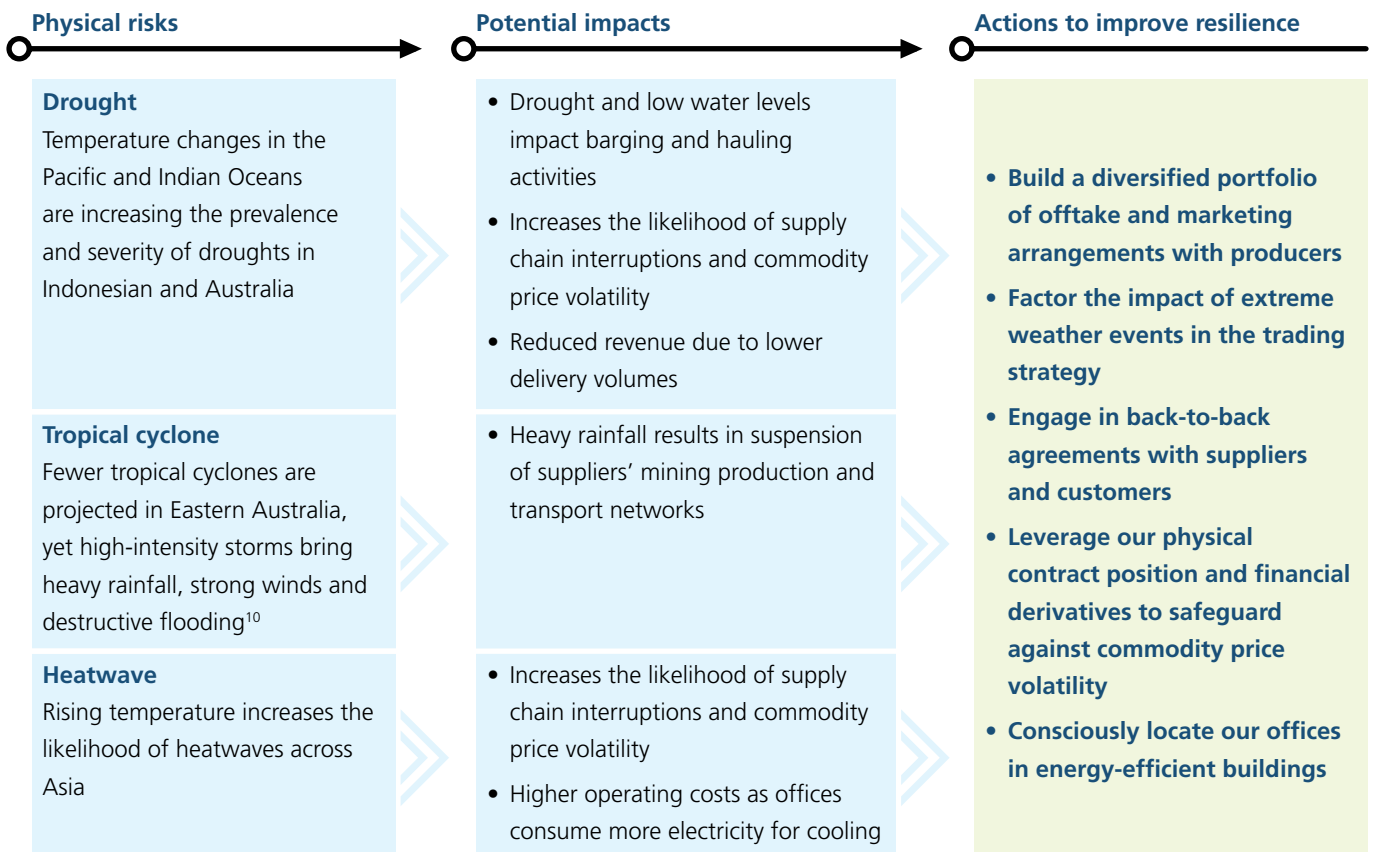 Physical risks
Potential impacts
Actions to improve resilience
Drought
Temperature changes in the
Pacific and Indian Oceans
are increasing the prevalence
and severity of droughts in
Indonesian and Australia
• Drought and low water levels
impact barging and hauling
activities
• Increases the likelihood of supply
chain interruptions and commodity
price volatility
• Reduced revenue due to lower
delivery volumes
Tropical cyclone
Fewer tropical cyclones are
projected in Eastern Australia,
yet high-intensity storms bring
heavy rainfall, strong winds and
destructive flooding10
• Heavy rainfall results in suspension
of suppliers’ mining production and
transport networks
Heatwave
Rising temperature increases the
likelihood of heatwaves across
Asia
• Increases the likelihood of supply
chain interruptions and commodity
price volatility
• Higher operating costs as offices
consume more electricity for cooling
• Build a diversified portfolio
of offtake and marketing
arrangements with producers
• Factor the impact of extreme
weather events in the trading
strategy
• Engage in back-to-back
agreements with suppliers
and customers
• Leverage our physical
contract position and financial
derivatives to safeguard
against commodity price
volatility
• Consciously locate our offices
in energy-efficient buildings